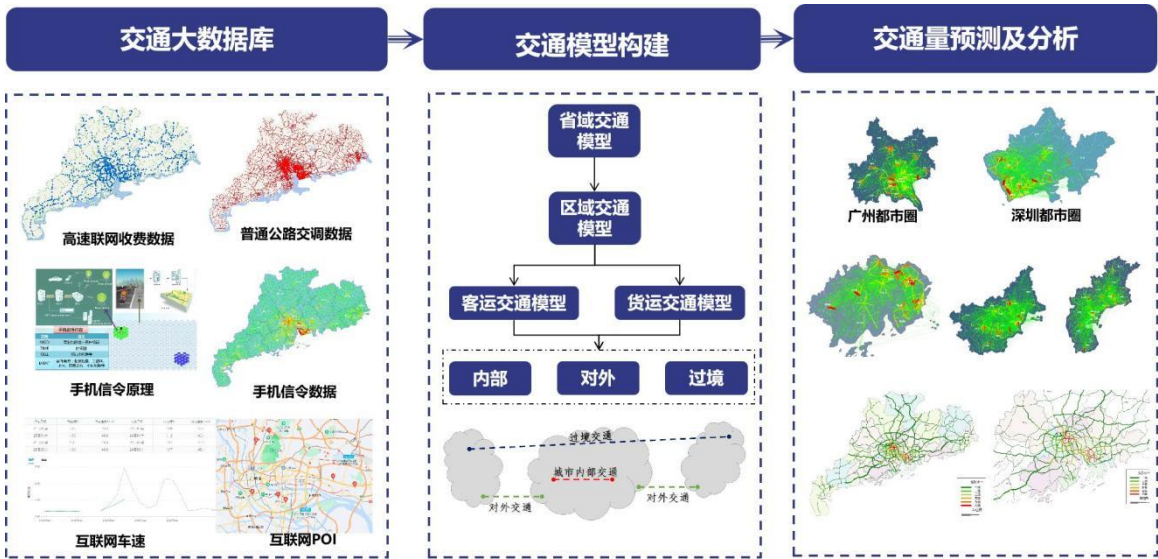 交通大数据库
交通模型构建
交通量预测及分析
高速联网收费数据
普通公路交调数据
手机信令原理
手机信令数据
互联网车速
互联网POI
省域交通
模型
区域交通
模型
客运交通模型
货运交通模型
内部
对外
过境
过境交通
城市内部交通
对外交通
对外交通
广州都市圈
深圳都市圈